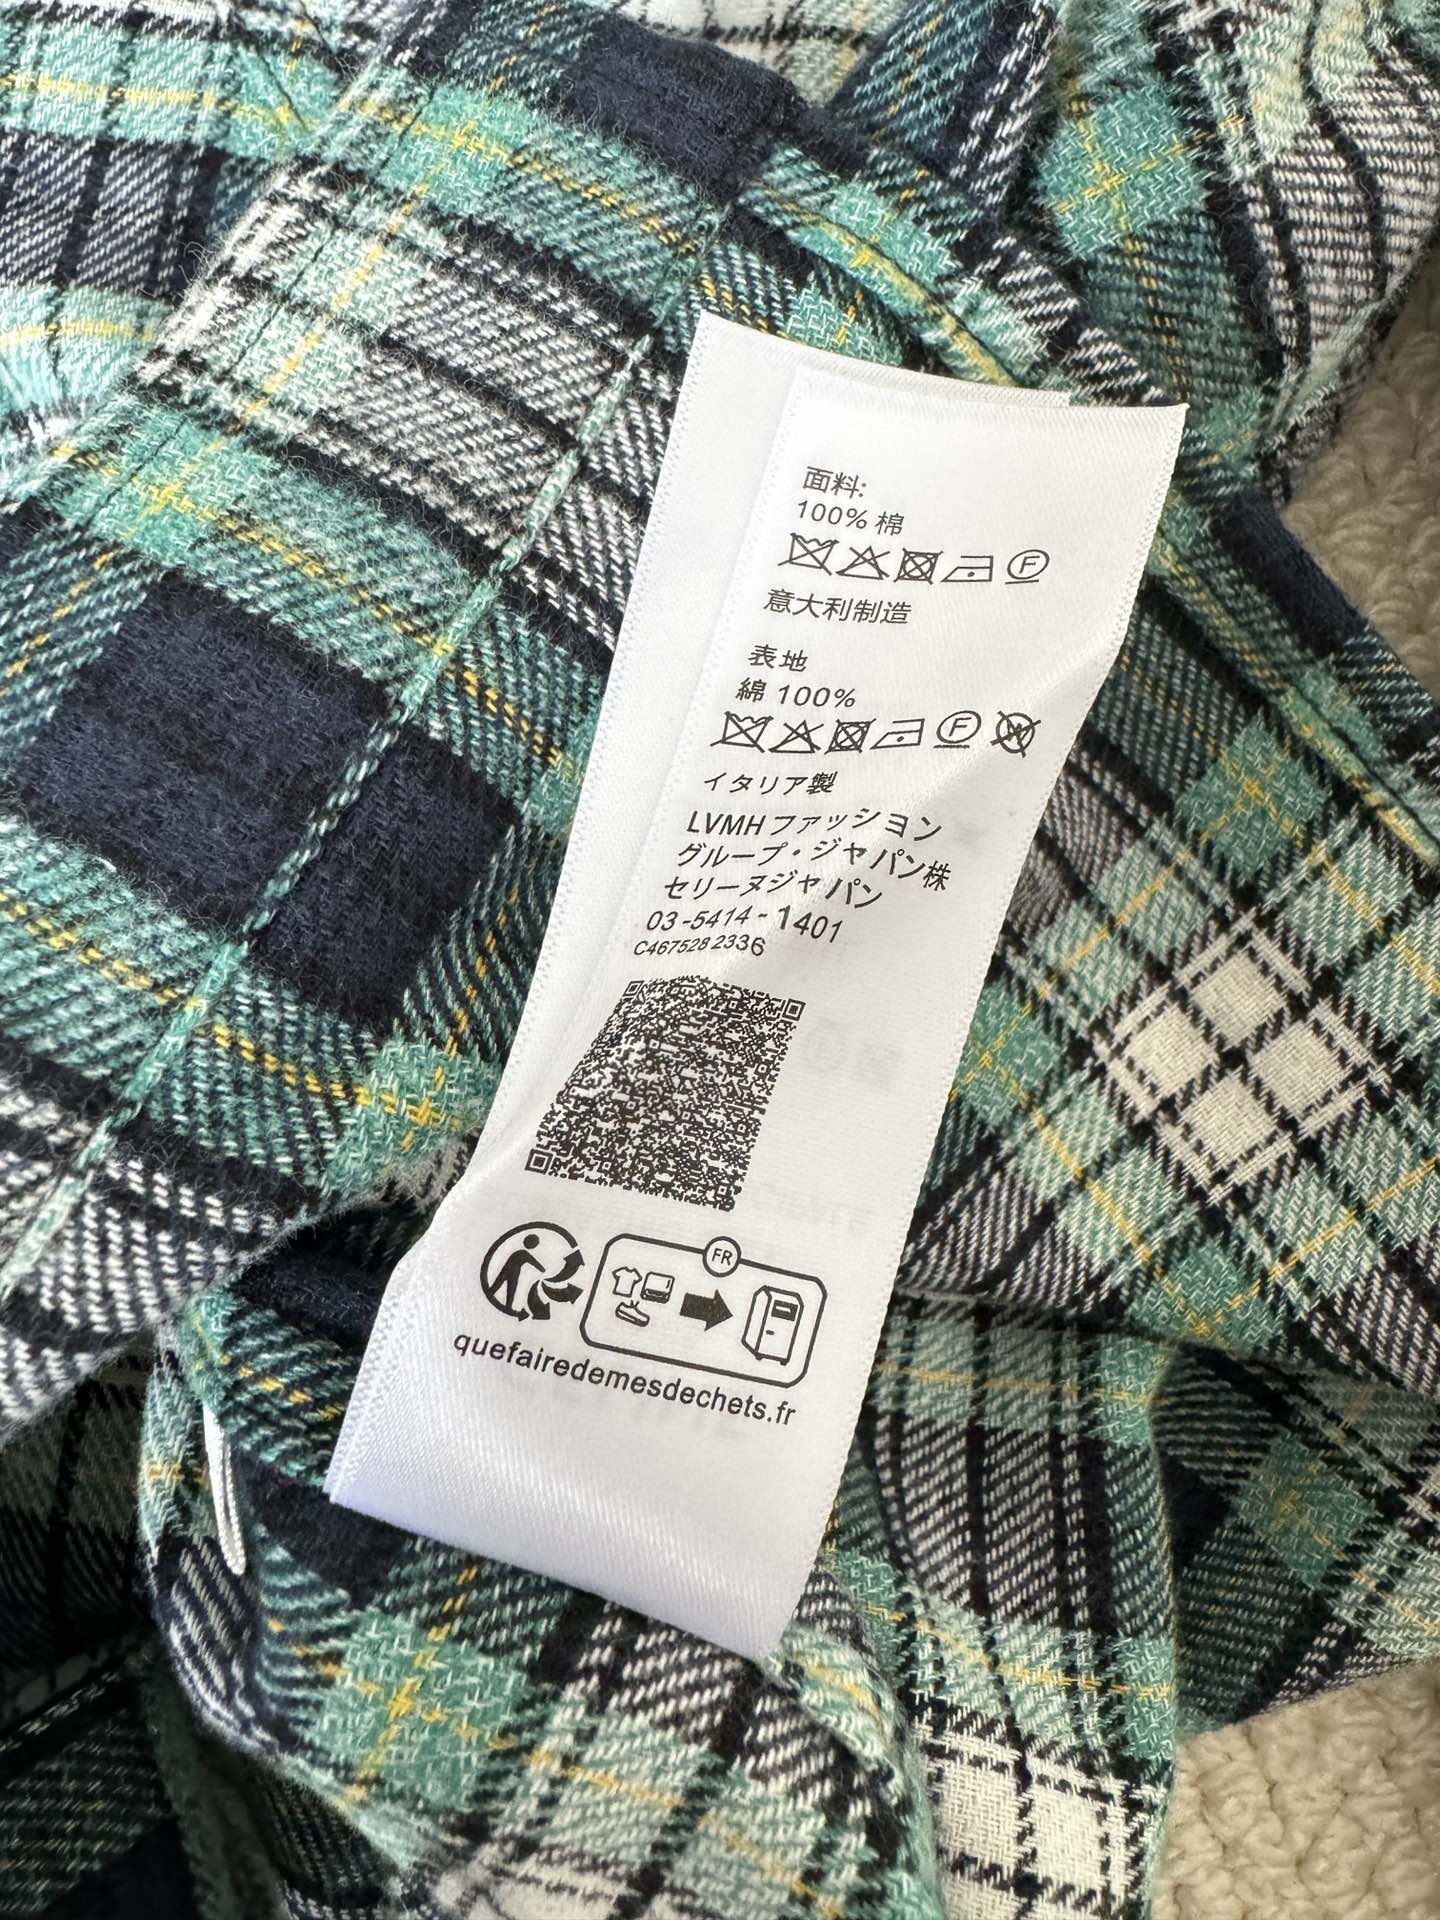 面料:
100% 棉
F
意大利制造
表地
綿 100%
F W
イタリア製
LVMHファッション
グループ・ジャパン株
セリーヌジャパン
03-5414-1401
C467528 2336
FR
quefairedemesdechets.fr